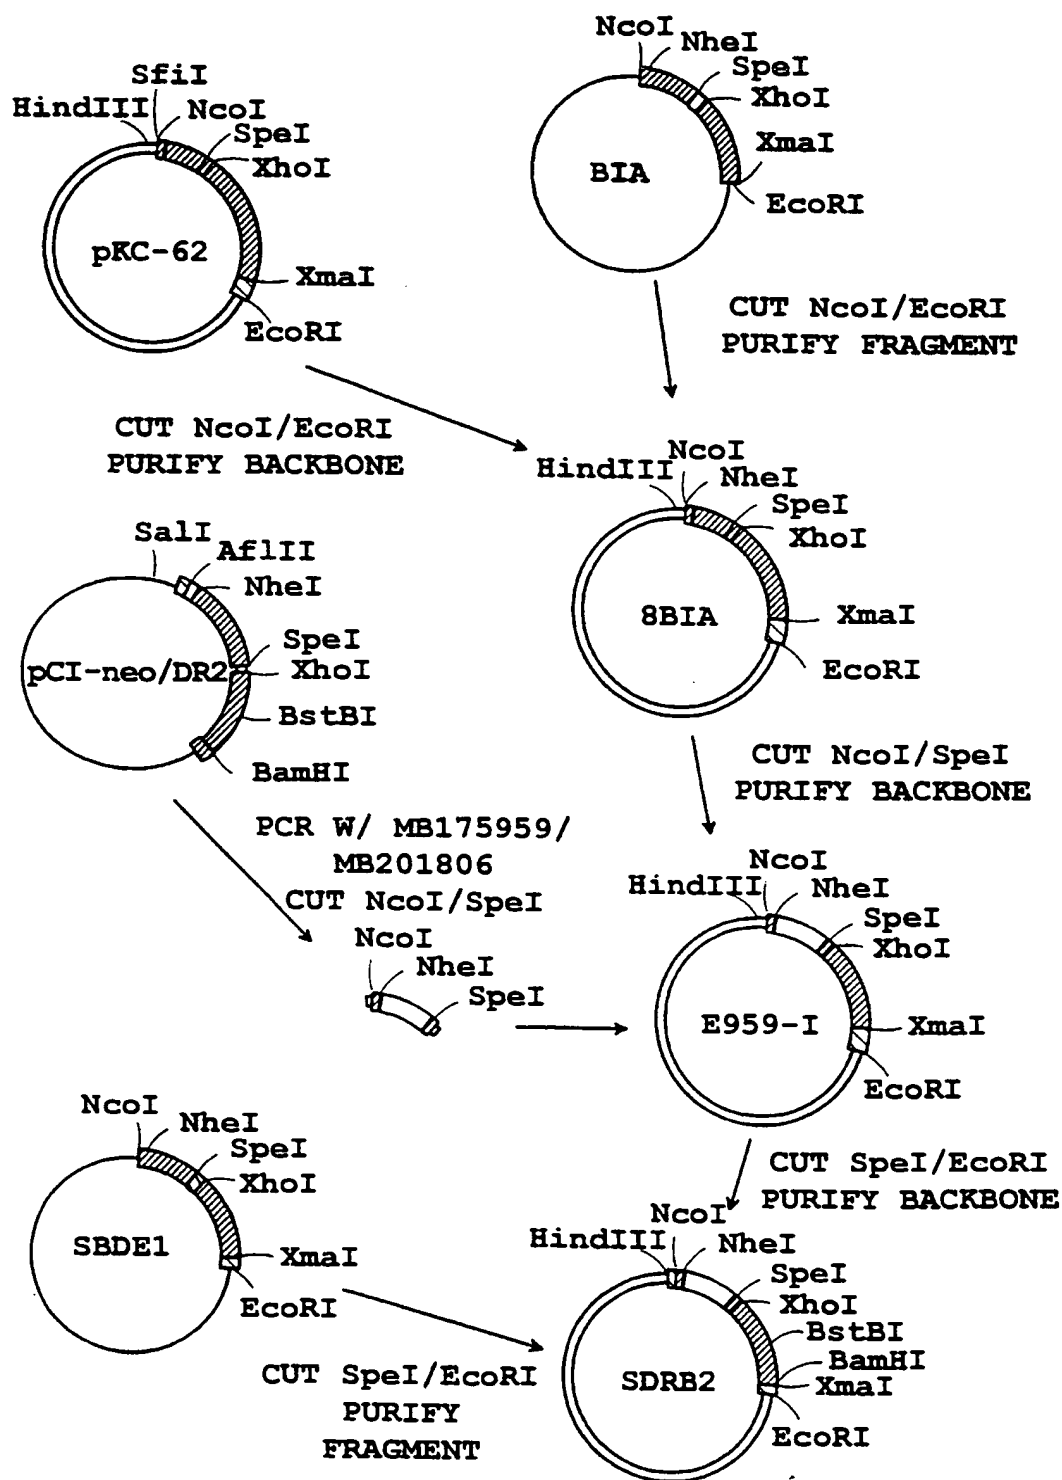 SfiI
HindIII
NcoI
SpeI
XhoI
pKC-62
XmaI
EcoRI
NcoI
NheI
SpeI
XhoI
BIA
XmaI
EcoRI
CUT NcoI/EcoRI
PURIFY FRAGMENT
CUT NcoI/EcoRI
PURIFY BACKBONE
HindIII
NcoI
NheI
SpeI
XhoI
8BIA
XmaI
EcoRI
SalI
AflII
NheI
SpeI
XhoI
pCI-neo/DR2
BstBI
BamHI
CUT NcoI/SpeI
PURIFY BACKBONE
PCR W/ MB175959/
MB201806
CUT NcoI/SpeI
NcoI
NheI
SpeI
NcoI
HindIII
NheI
SpeI
XhoI
E959-I
XmaI
EcoRI
NcoI
NheI
SpeI
XhoI
SBDE1
XmaI
EcoRI
CUT SpeI/EcoRI
PURIFY BACKBONE
CUT SpeI/EcoRI
PURIFY
FRAGMENT
NcoI
HindIII
NheI
SpeI
XhoI
BstBI
BamHI
SDRB2
XmaI
EcoRI